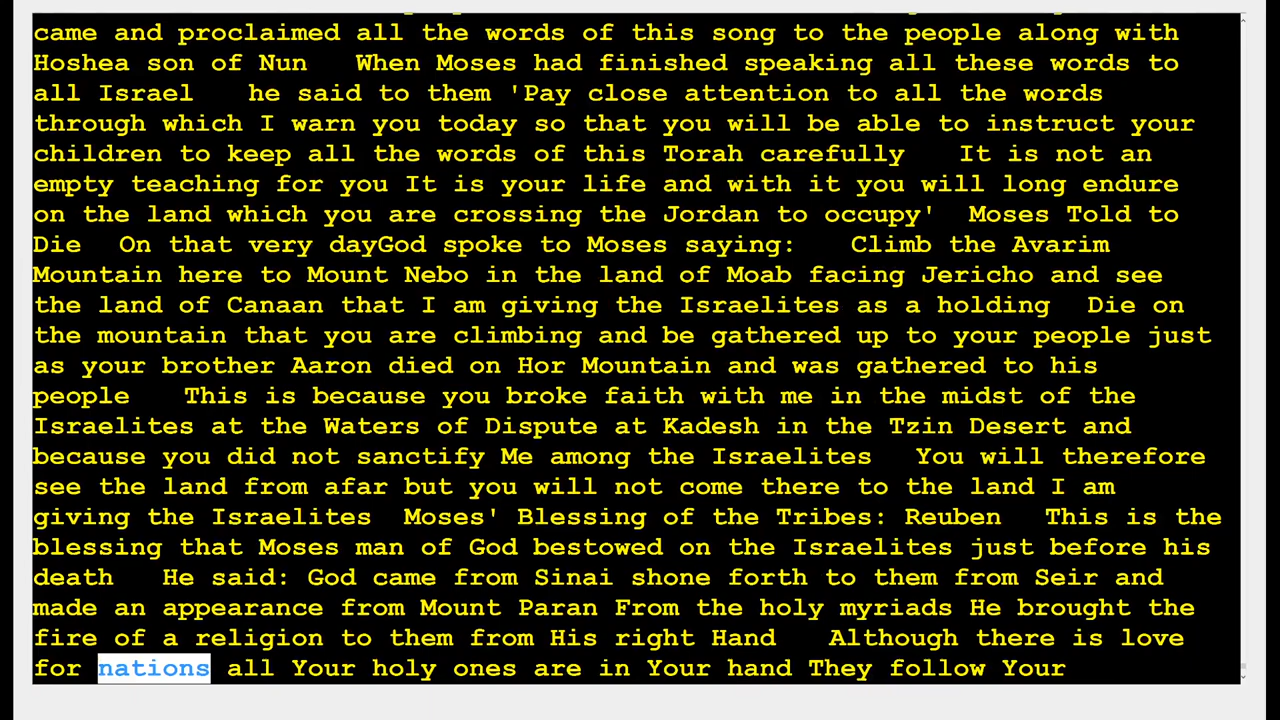 came and proclaimed all the words of this song to the people along with
Hoshea son of Nun When Moses had finished speaking all these words to
all Israel he said to them 'Pay close attention to all the words
through which I warn you today so that you will be able to instruct your
children to keep all the words of this Torah carefully It is not an
empty teaching for you It is your life and with it you will long endure
on the land which you are crossing the Jordan to occupy' Moses Told to
Die On that very dayGod spoke to Moses saying: Climb the Avarim
Mountain here to Mount Nebo in the land of Moab facing Jericho and see
the land of Canaan that I am giving the Israelites as a holding Die on
the mountain that you are climbing and be gathered up to your people just
as your brother Aaron died on Hor Mountain and was gathered to his
people This is because you broke faith with me in the midst of the
Israelites at the Waters of Dispute at Kadesh in the Tzin Desert and
because you did not sanctify Me among the Israelites You will therefore
see the land from afar but you will not come there to the land I am
giving the Israelites Moses' Blessing of the Tribes: Reuben This is the
blessing that Moses man of God bestowed on the Israelites just before his
death He said: God came from Sinai shone forth to them from Seir and
made an appearance from Mount Paran From the holy myriads He brought the
fire of a religion to them from His right Hand Although there is love
for nations all Your holy ones are in Your hand They follow Your